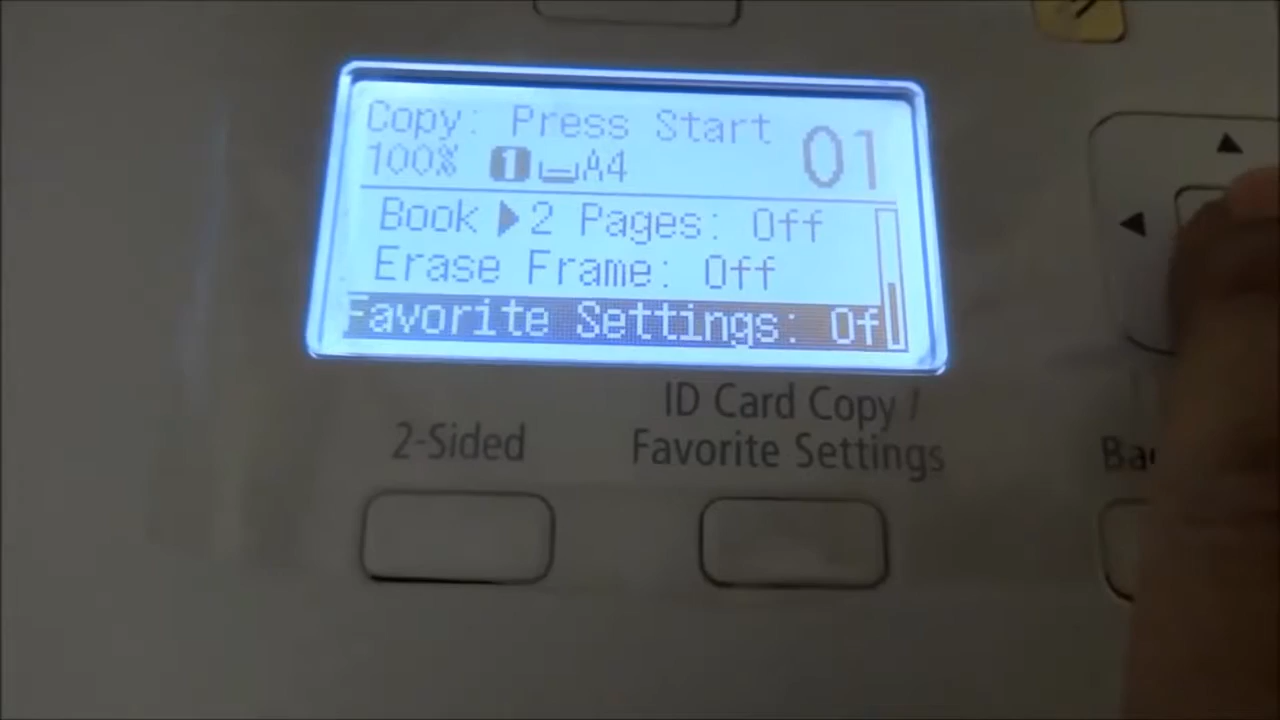 Copy: Press Start 01
100% 1 A4
Book ▶ 2 Pages: Off
Erase Frame: Off
Favorite Settings: Of
2-Sided
ID Card Copy /
Favorite Settings